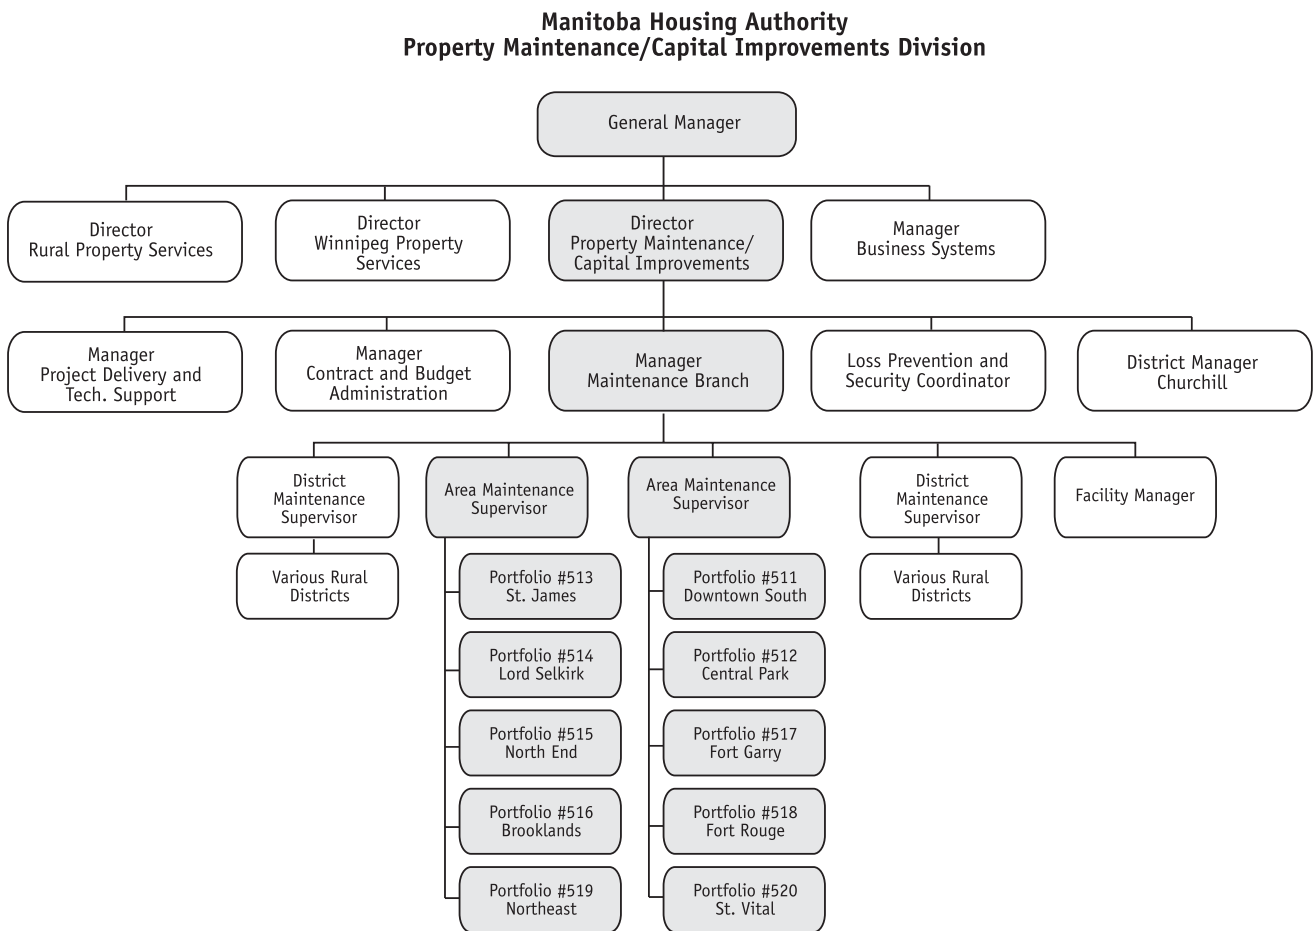 Manitoba Housing Authority
Property Maintenance/Capital Improvements Division
General Manager
Director
Rural Property Services
Director
Winnipeg Property
Services
Director
Property Maintenance/
Capital Improvements
Manager
Business Systems
Manager
Project Delivery and
Tech. Support
Manager
Contract and Budget
Administration
Manager
Maintenance Branch
Loss Prevention and
Security Coordinator
District Manager
Churchill
District
Maintenance
Supervisor
Area Maintenance
Supervisor
Area Maintenance
Supervisor
District
Maintenance
Supervisor
Facility Manager
Various Rural
Districts
Portfolio #513
St. James
Portfolio #511
Downtown South
Various Rural
Districts
Portfolio #514
Lord Selkirk
Portfolio #512
Central Park
Portfolio #515
North End
Portfolio #517
Fort Garry
Portfolio #516
Brooklands
Portfolio #518
Fort Rouge
Portfolio #519
Northeast
Portfolio #520
St. Vital